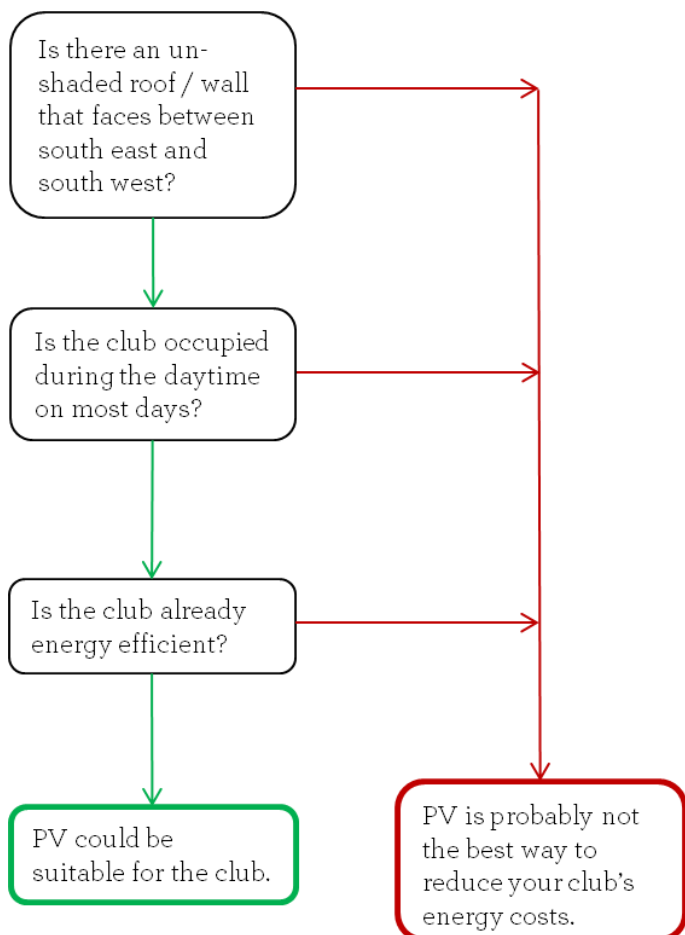 Is there an un-
shaded roof / wall
that faces between
south east and
south west?
Is the club occupied
during the daytime
on most days?
Is the club already
energy efficient?
PV could be
suitable for the club.
PV is probably not
the best way to
reduce your club's
energy costs.